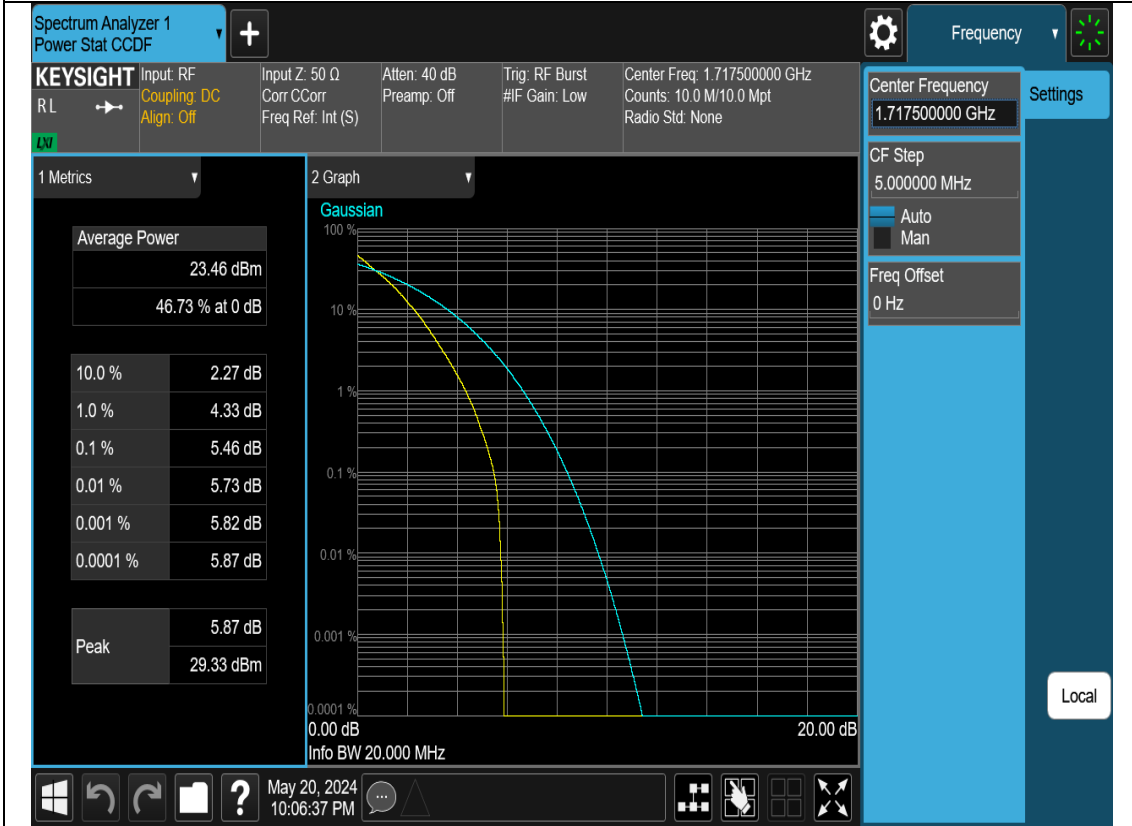 Spectrum Analyzer 1
Power Stat CCDF
+
Frequency
KEYSIGHT
RL
LXI
Input: RF
Coupling: DC
Align: Off
Input Z: 50 Ω
Corr CCorr
Freq Ref: Int (S)
Atten: 40 dB
Preamp: Off
Trig: RF Burst
#IF Gain: Low
Center Freq: 1.717500000 GHz
Counts: 10.0 M/10.0 Mpt
Radio Std: None
Center Frequency
1.717500000 GHz
Settings
CF Step
5.000000 MHz
Auto
Man
Freq Offset
0 Hz
1 Metrics
Average Power
23.46 dBm
46.73 % at 0 dB
10.0 % 2.27 dB
1.0 % 4.33 dB
0.1 % 5.46 dB
0.01 % 5.73 dB
0.001 % 5.82 dB
0.0001 % 5.87 dB
Peak
5.87 dB
29.33 dBm
2 Graph
Gaussian
100 %
10 %
1 %
0.1 %
0.01 %
0.001 %
0.0001 %
0.00 dB 20.00 dB
Info BW 20.000 MHz
Local
?
May 20, 2024
10:06:37 PM